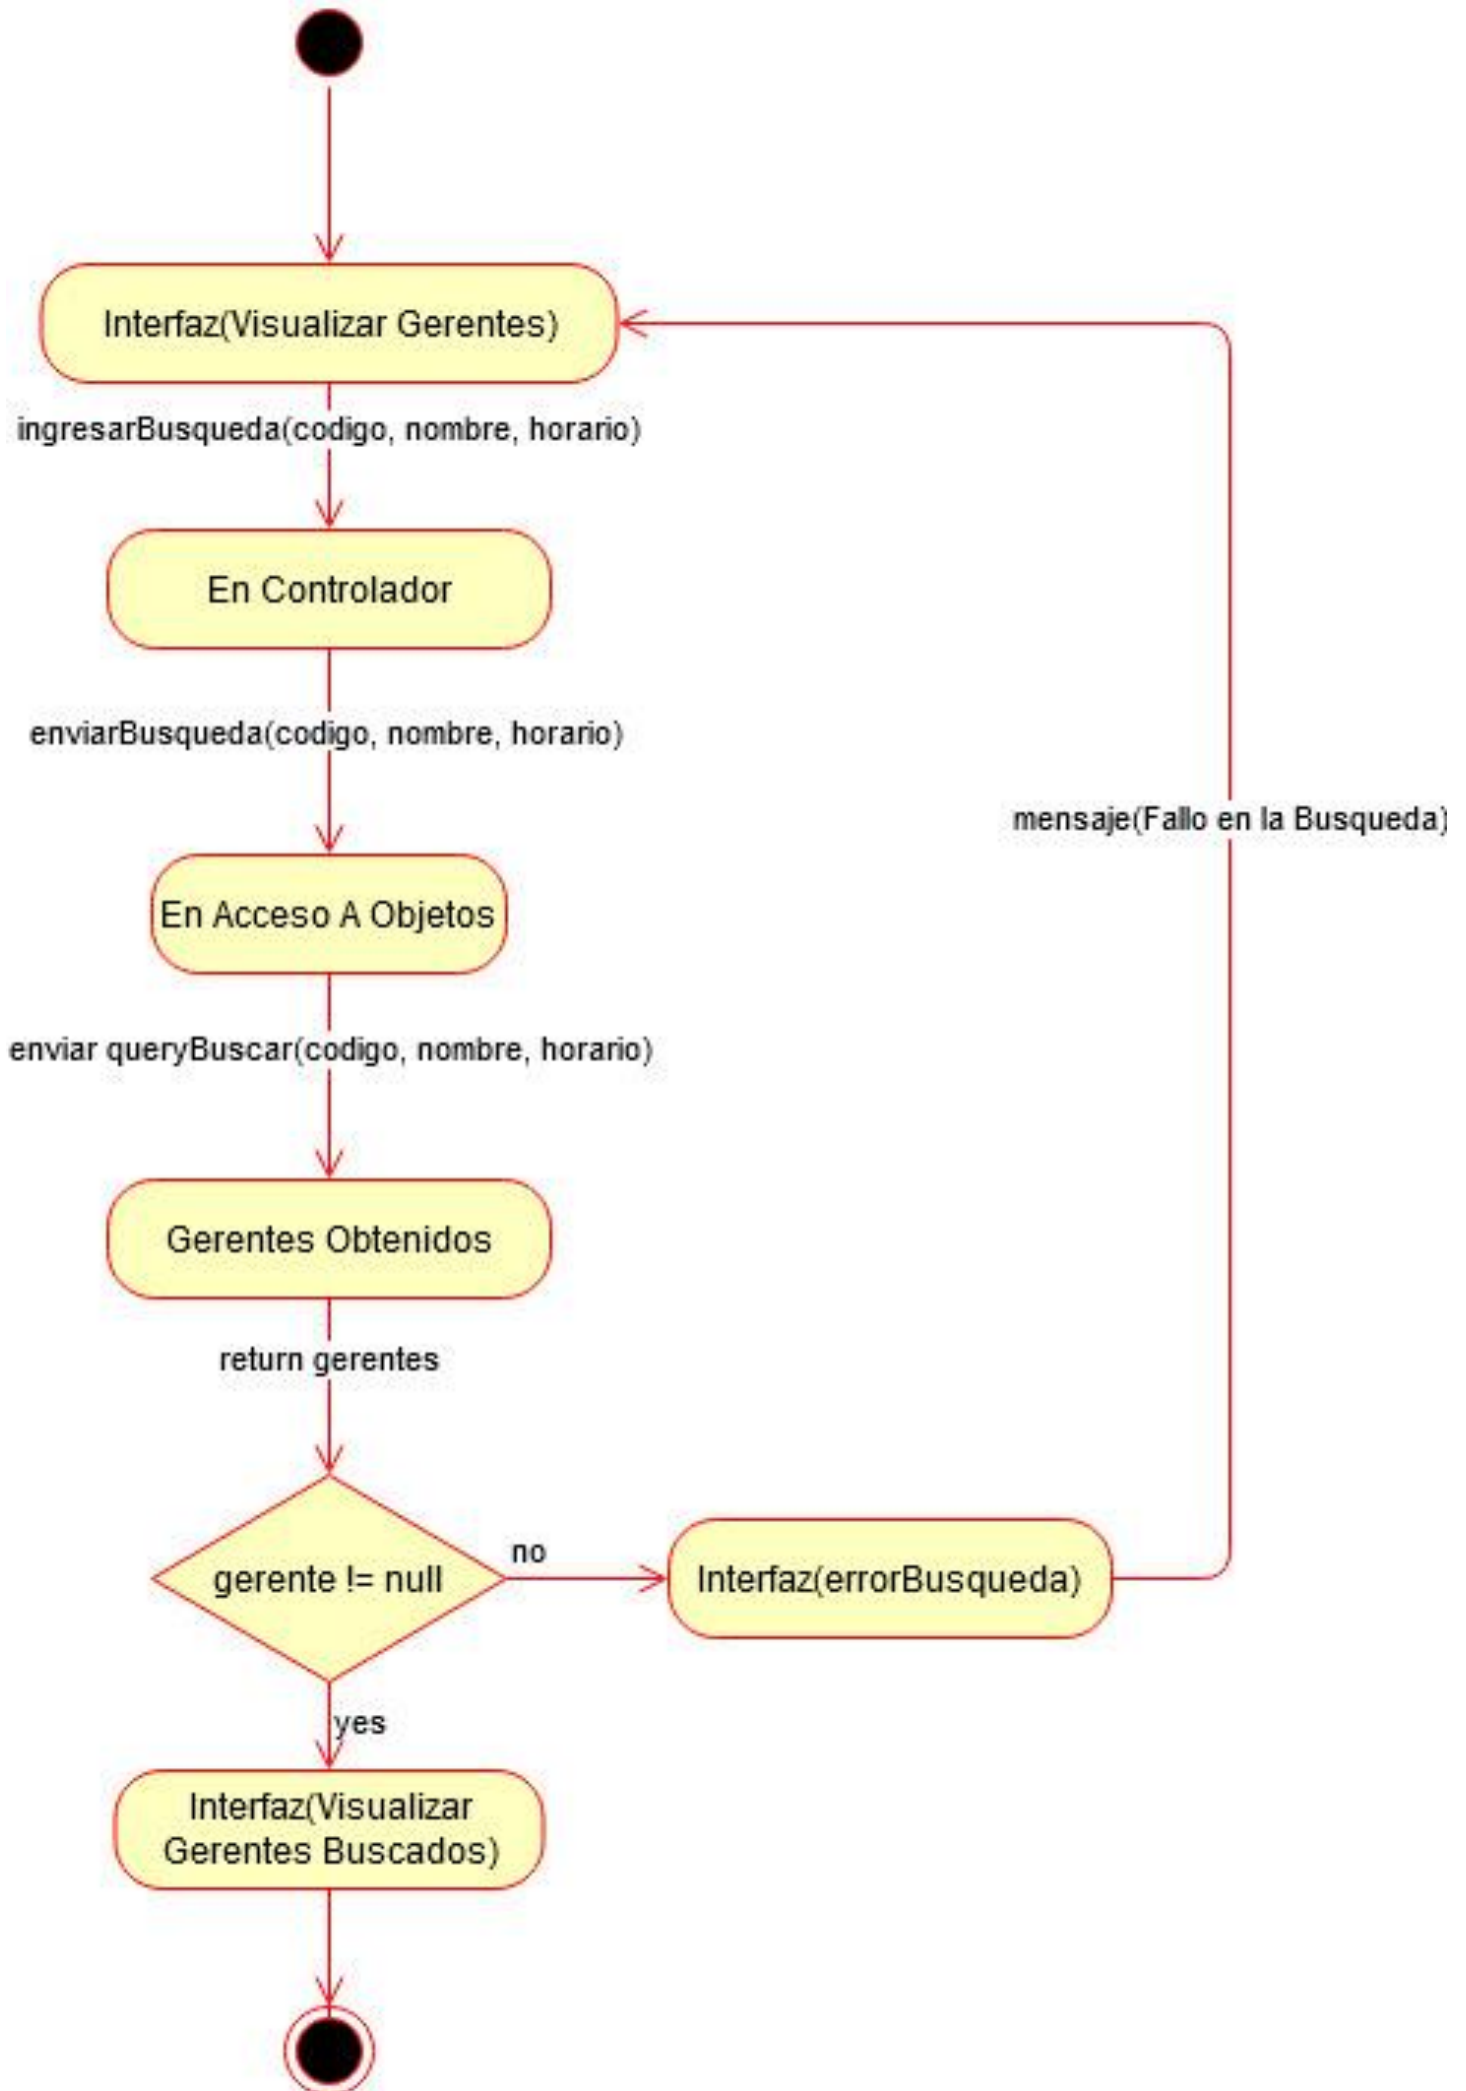 Interfaz(Visualizar Gerentes)
ingresarBusqueda(codigo, nombre, horario)
En Controlador
enviarBusqueda(codigo, nombre, horario)
mensaje(Fallo en la Busqueda)
En Acceso A Objetos
enviar queryBuscar(codigo, nombre, horario)
Gerentes Obtenidos
return gerentes
gerente != null
no
Interfaz(errorBusqueda)
yes
Interfaz(Visualizar
Gerentes Buscados)